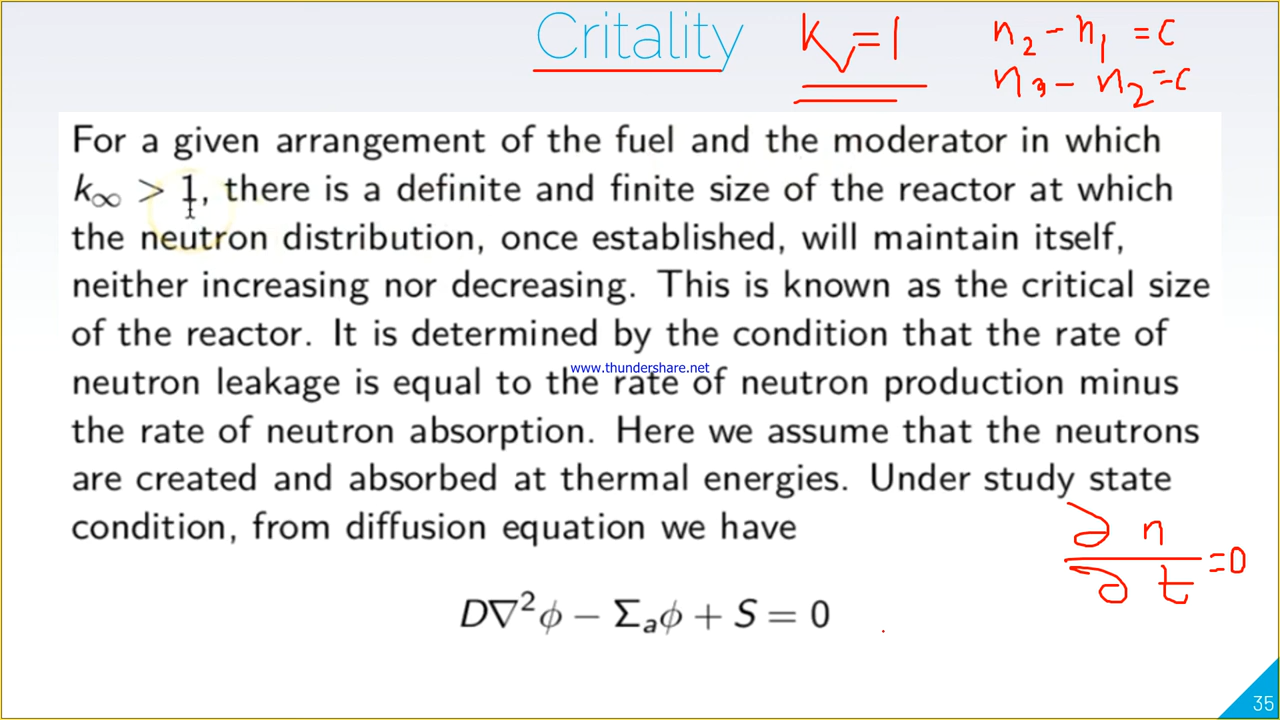 Critality
K = 1
n₂ - n₁ = C
n₃ - n₂ = C
For a given arrangement of the fuel and the moderator in which
k∞ > 1, there is a definite and finite size of the reactor at which
the neutron distribution, once established, will maintain itself,
neither increasing nor decreasing. This is known as the critical size
of the reactor. It is determined by the condition that the rate of
www.thundershare.net
neutron leakage is equal to the rate of neutron production minus
the rate of neutron absorption. Here we assume that the neutrons
are created and absorbed at thermal energies. Under study state
condition, from diffusion equation we have
∂n/∂t = 0
D∇²ϕ − Σₐϕ + S = 0
35